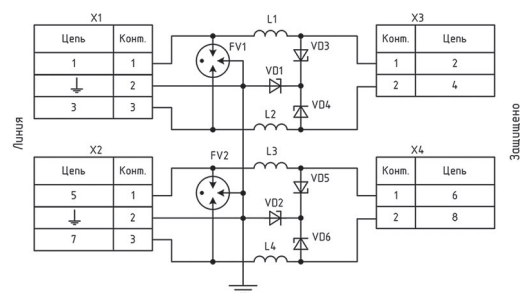 X1
L1
X3
Цепь Конт.
FV1
VD3
Конт. Цепь
1 1
VD1
1 2
2
2 4
3 3
L2
VD4
Линия
Защищено
X2
FV2
L3
X4
Цепь Конт.
VD5
Конт. Цепь
5 1
VD2
1 6
2
2 8
7 3
L4
VD6